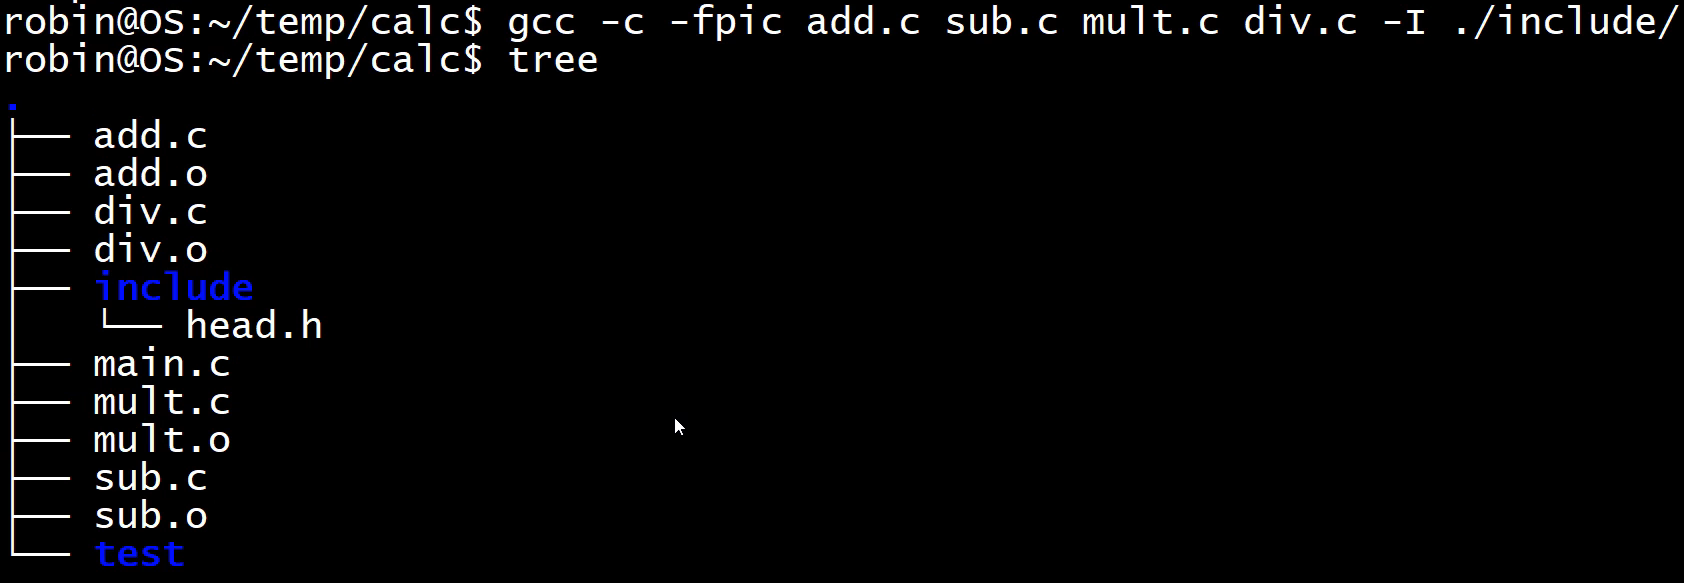 robin@OS:~/temp/calc$ gcc -c -fpic add.c sub.c mult.c div.c -I ./include/
robin@OS:~/temp/calc$ tree
.
├── add.c
├── add.o
├── div.c
├── div.o
├── include
│   └── head.h
├── main.c
├── mult.c
├── mult.o
├── sub.c
├── sub.o
└── test